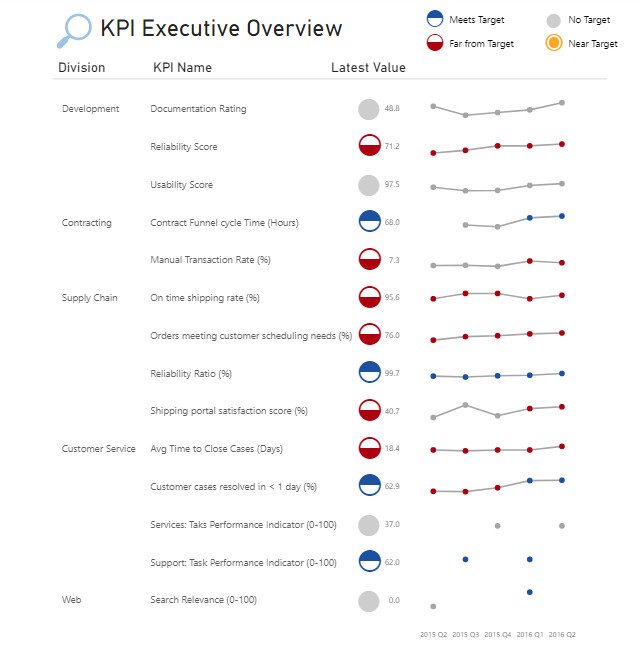 KPI Executive Overview
Meets Target
No Target
Far from Target
Near Target
Division KPI Name Latest Value
Development Documentation Rating 48.8
Reliability Score 71.2
Usability Score 97.5
Contracting Contract Funnel cycle Time (Hours) 68.0
Manual Transaction Rate (%) 7.3
Supply Chain On time shipping rate (%) 95.6
Orders meeting customer scheduling needs (%) 76.0
Reliability Ratio (%) 99.7
Shipping portal satisfaction score (%) 40.7
Customer Service Avg Time to Close Cases (Days) 18.4
Customer cases resolved in < 1 day (%) 62.9
Services: Taks Performance Indicator (0-100) 37.0
Support: Task Performance Indicator (0-100) 62.0
Web Search Relevance (0-100) 0.0
2015 Q2 2015 Q3 2015 Q4 2016 Q1 2016 Q2